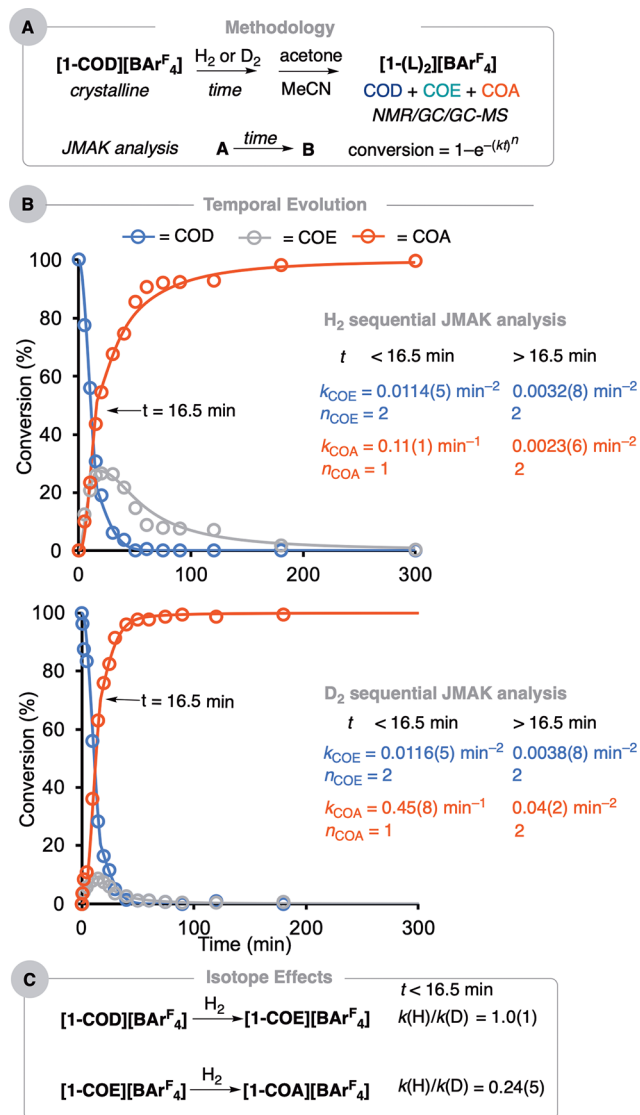 A Methodology
[1-COD][BArF4] H2 or D2 acetone [1-(L)2][BArF4]
crystalline time MeCN COD + COE + COA
NMR/GC/GC-MS
JMAK analysis A time B conversion = 1–e–(kt)n
B Temporal Evolution
= COD = COE = COA
100
80
60
40
20
0
0 100 200 300
Conversion (%)
t = 16.5 min
H2 sequential JMAK analysis
t < 16.5 min > 16.5 min
kCOE = 0.0114(5) min–2 0.0032(8) min–2
nCOE = 2 2
kCOA = 0.11(1) min–1 0.0023(6) min–2
nCOA = 1 2
100
80
60
40
20
0
0 100 200 300
Conversion (%)
Time (min)
t = 16.5 min
D2 sequential JMAK analysis
t < 16.5 min > 16.5 min
kCOE = 0.0116(5) min–2 0.0038(8) min–2
nCOE = 2 2
kCOA = 0.45(8) min–1 0.04(2) min–2
nCOA = 1 2
C Isotope Effects
t < 16.5 min
[1-COD][BArF4] H2 [1-COE][BArF4] k(H)/k(D) = 1.0(1)
[1-COE][BArF4] H2 [1-COA][BArF4] k(H)/k(D) = 0.24(5)